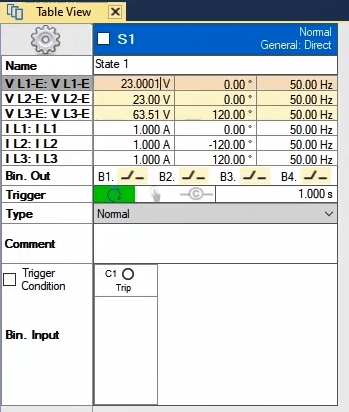 Table View
S1
Normal
General: Direct
Name State 1
V L1-E: V L1-E 23.0001 V 0.00 ° 50.00 Hz
V L2-E: V L2-E 23.00 V 0.00 ° 50.00 Hz
V L3-E: V L3-E 63.51 V 120.00 ° 50.00 Hz
I L1: I L1 1.000 A 0.00 ° 50.00 Hz
I L2: I L2 1.000 A -120.00 ° 50.00 Hz
I L3: I L3 1.000 A 120.00 ° 50.00 Hz
Bin. Out B1. B2. B3. B4.
Trigger C 1.000 s
Type Normal
Comment
Trigger Condition
C1
Trip
Bin. Input